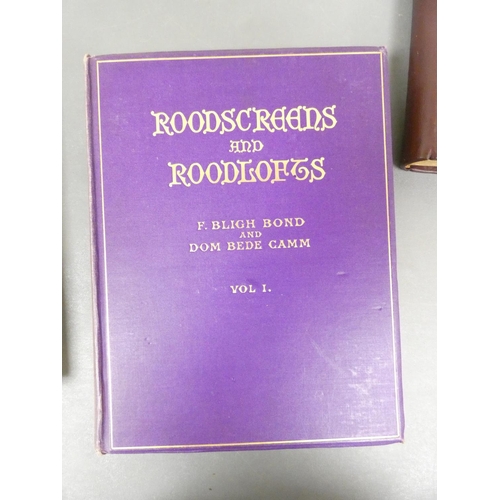 ROODSCREENS
AND
ROODLOFTS
F. BLIGH BOND
AND
DOM BEDE CAMM
VOL I.